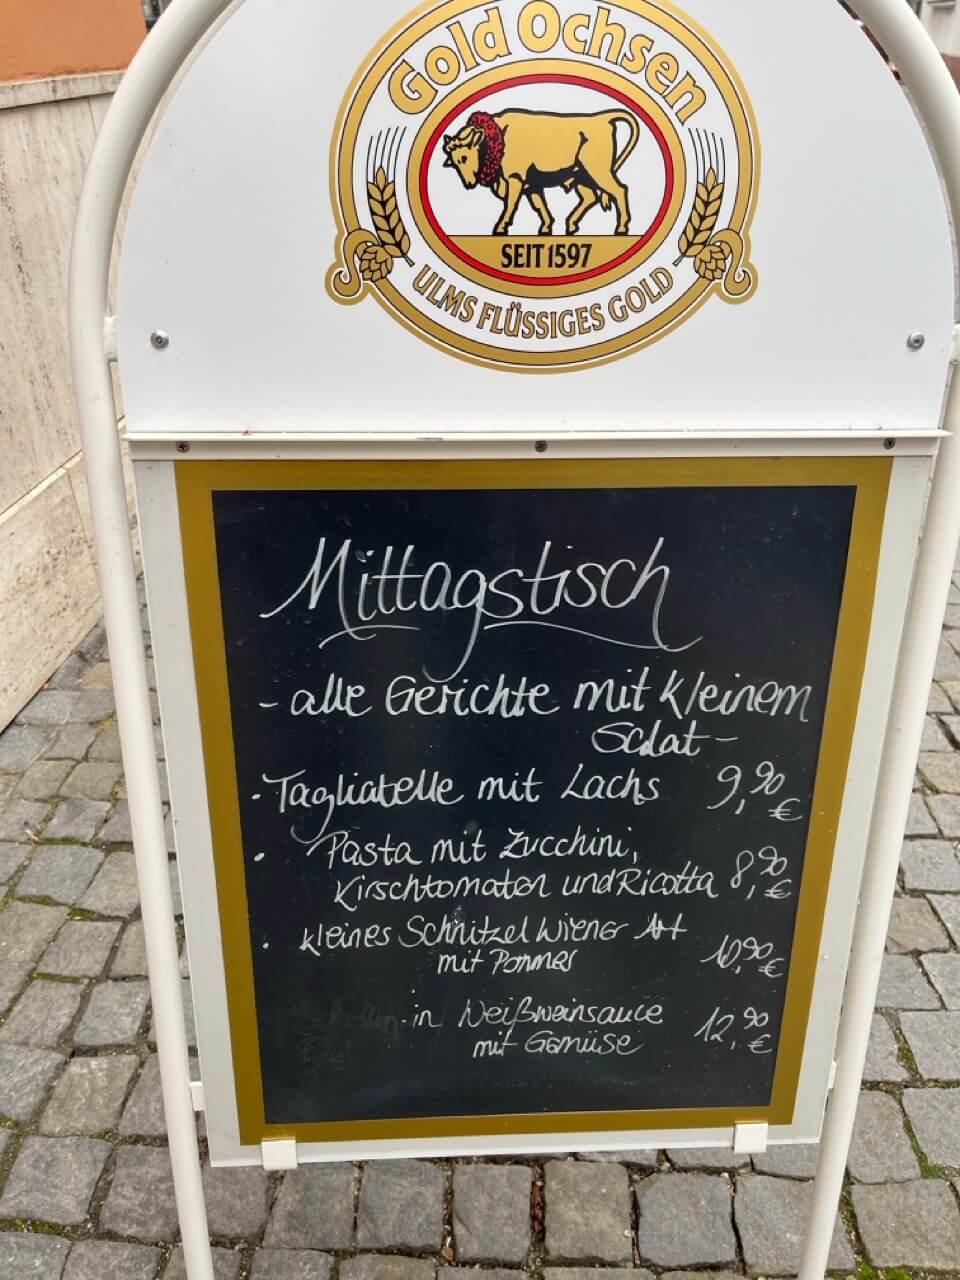 Gold Ochsen
SEIT 1597
ULMS FLÜSSIGES GOLD
Mittagstisch
- alle Gerichte mit kleinem
Salat -
· Tagliatelle mit Lachs 9,90 €
· Pasta mit Zucchini,
Kirschtomaten und Ricotta 8,90 €
· kleines Schnitzel Wiener Art
mit Pommes 10,90 €
in Weißweinsauce
mit Gemüse 12,90 €